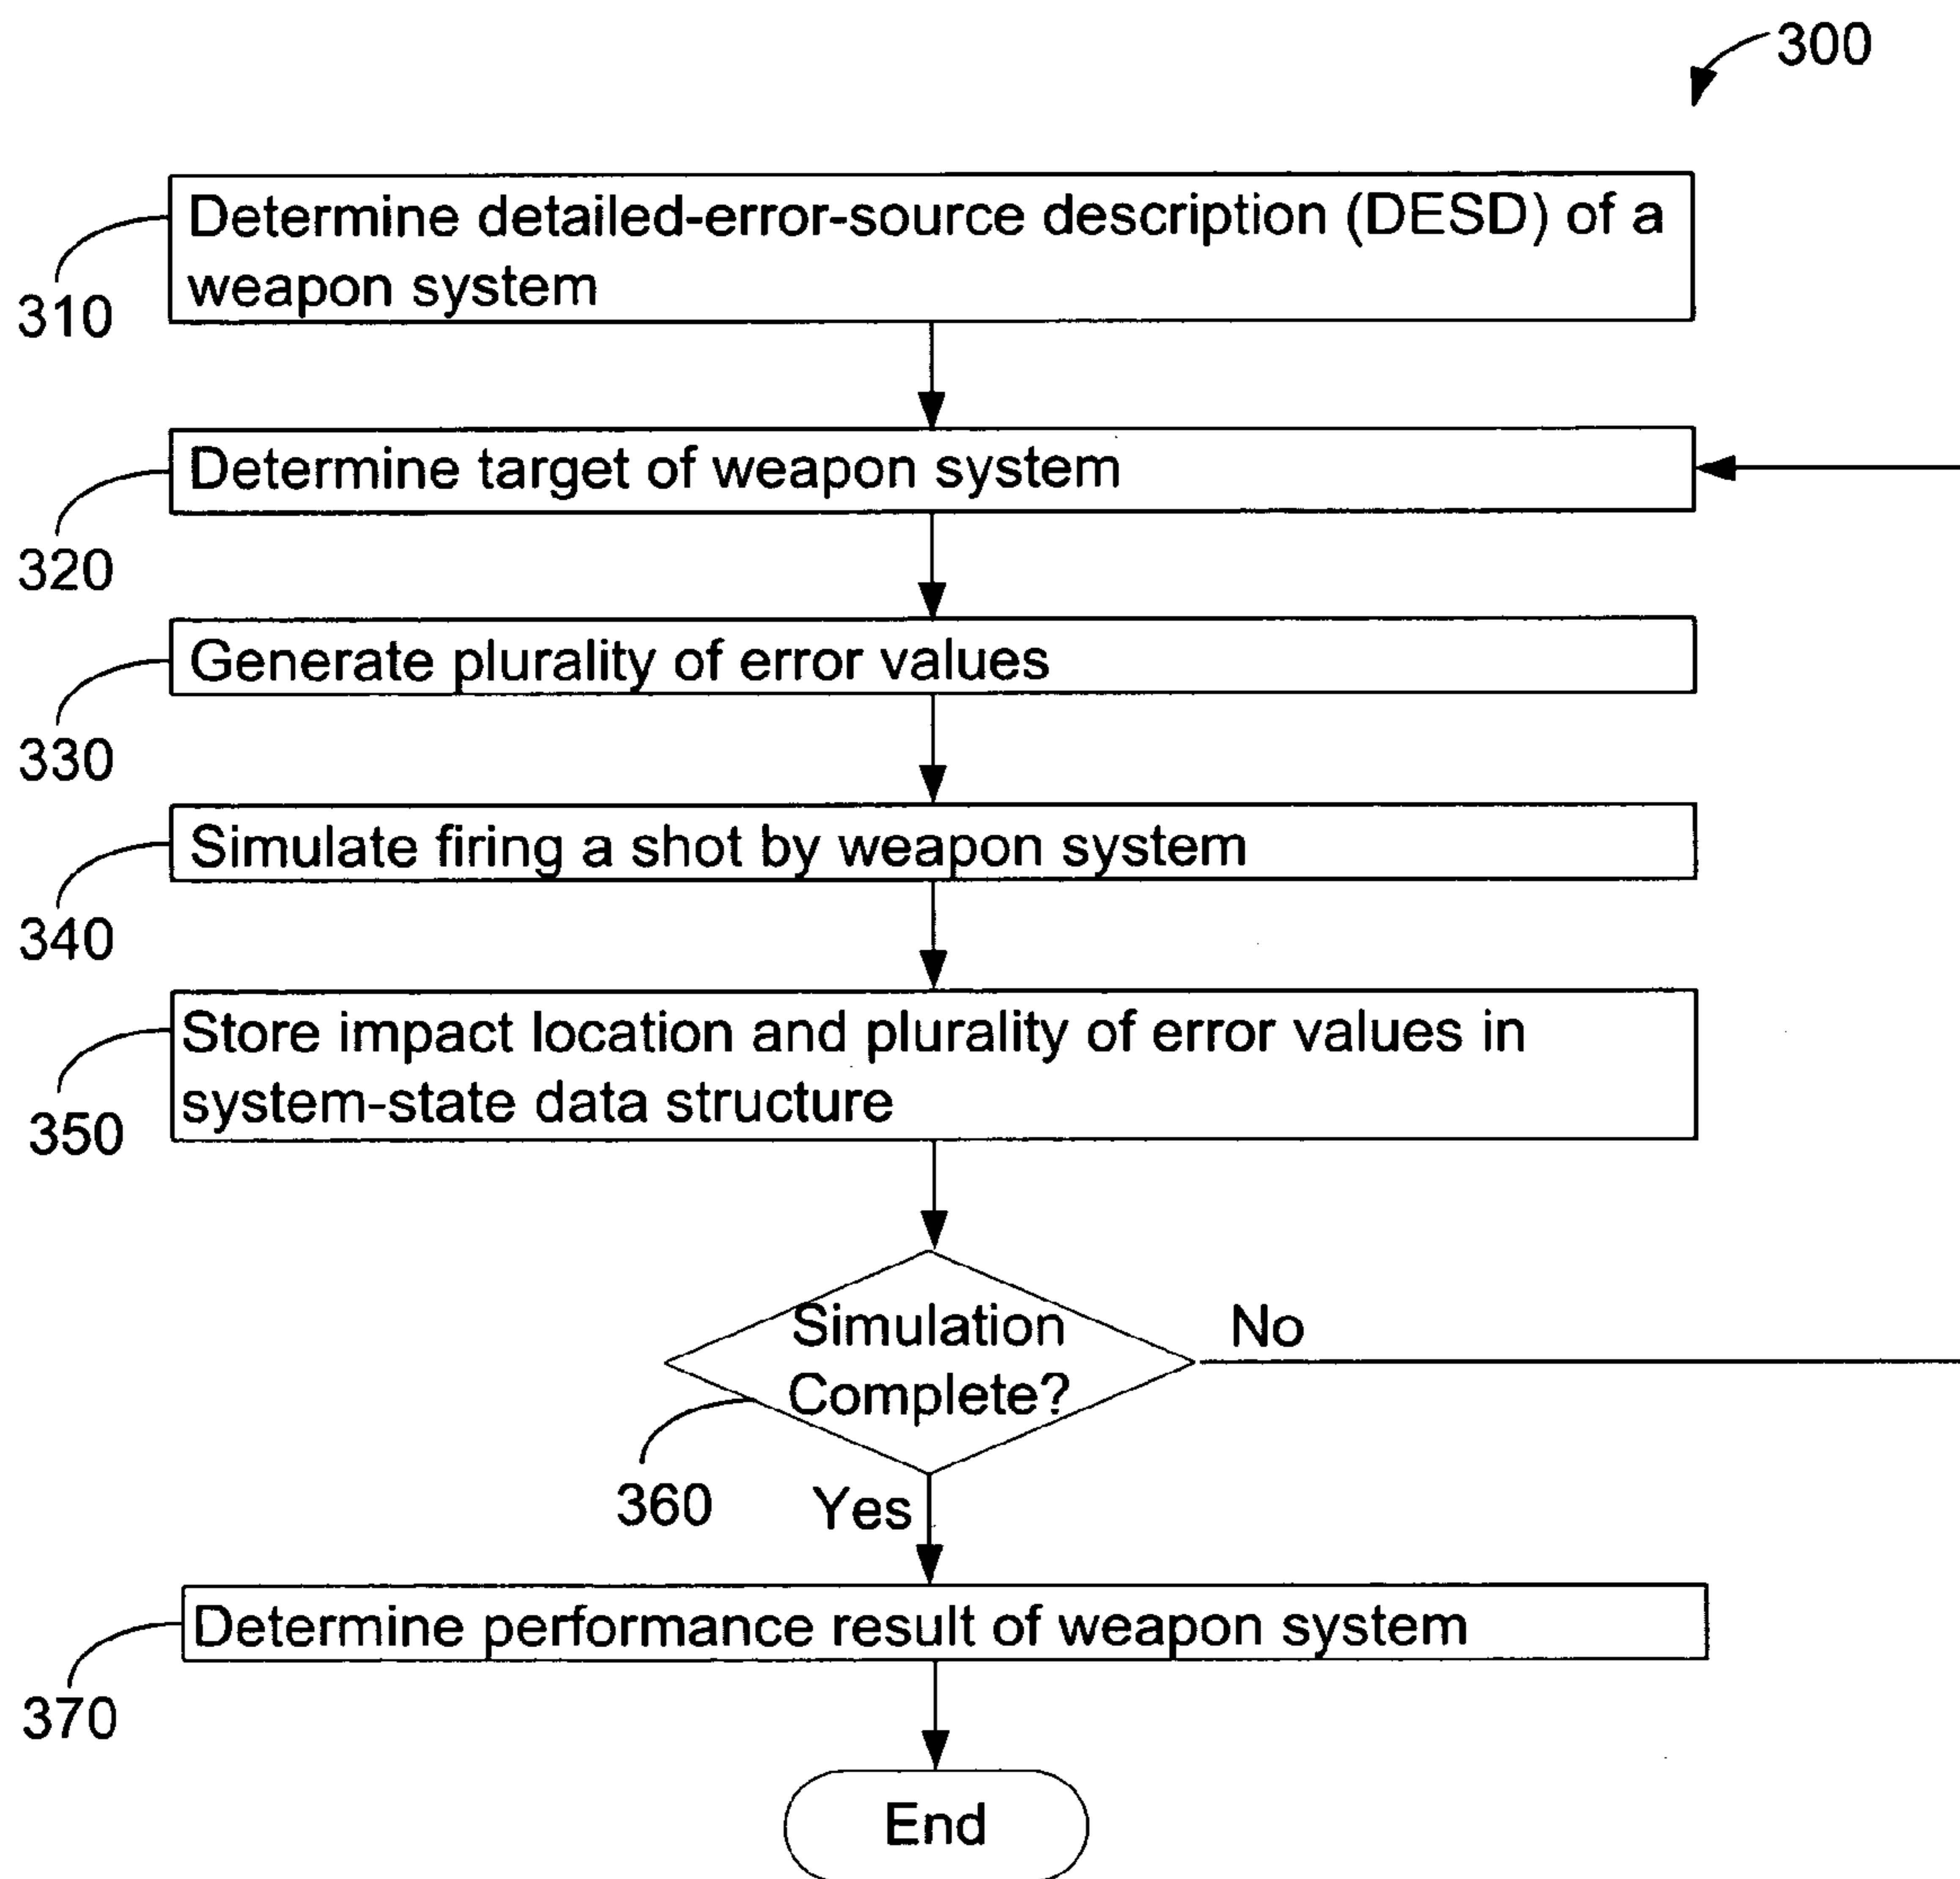 300
Determine detailed-error-source description (DESD) of a
weapon system
310
Determine target of weapon system
320
Generate plurality of error values
330
Simulate firing a shot by weapon system
340
Store impact location and plurality of error values in
system-state data structure
350
Simulation
Complete?
No
360
Yes
Determine performance result of weapon system
370
End